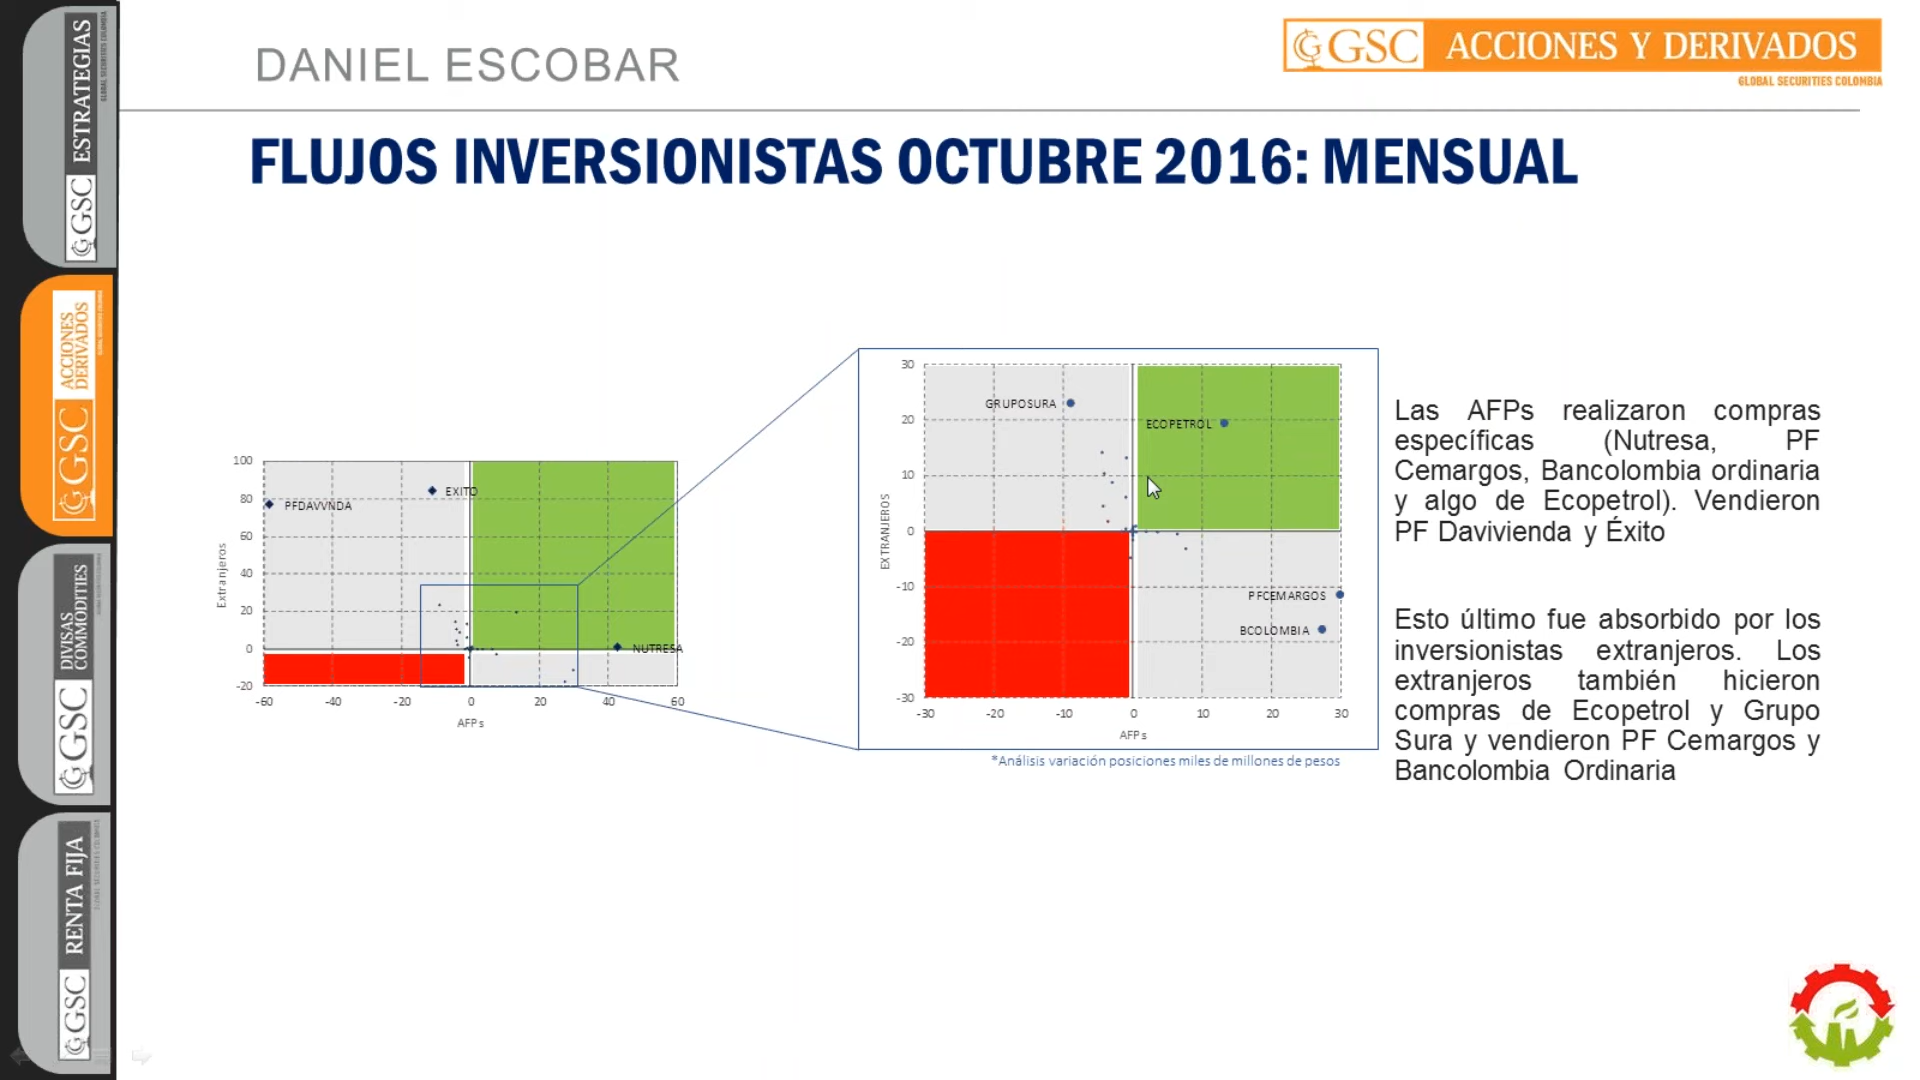 DANIEL ESCOBAR
GSC ACCIONES Y DERIVADOS
GLOBAL SECURITIES COLOMBIA
FLUJOS INVERSIONISTAS OCTUBRE 2016: MENSUAL
GSC ESTRATEGIAS
GSC ACCIONES
DERIVADOS
GSC DIVISAS
COMMODITIES
GSC RENTA FIJA
100
80
60
40
20
0
-20
-60
-40
-20
0
20
40
60
Extranjeros
AFPs
PFDAVVNDA
EXITO
NUTRESA
30
20
10
0
-10
-20
-30
-30
-20
-10
0
10
20
30
EXTRANJEROS
AFPs
GRUPOSURA
ECOPETROL
PFCEMARGOS
BCOLOMBIA
*Análisis variación posiciones miles de millones de pesos
Las AFPs realizaron compras
específicas (Nutresa, PF
Cemargos, Bancolombia ordinaria
y algo de Ecopetrol). Vendieron
PF Davivienda y Éxito
Esto último fue absorbido por los
inversionistas extranjeros. Los
extranjeros también hicieron
compras de Ecopetrol y Grupo
Sura y vendieron PF Cemargos y
Bancolombia Ordinaria